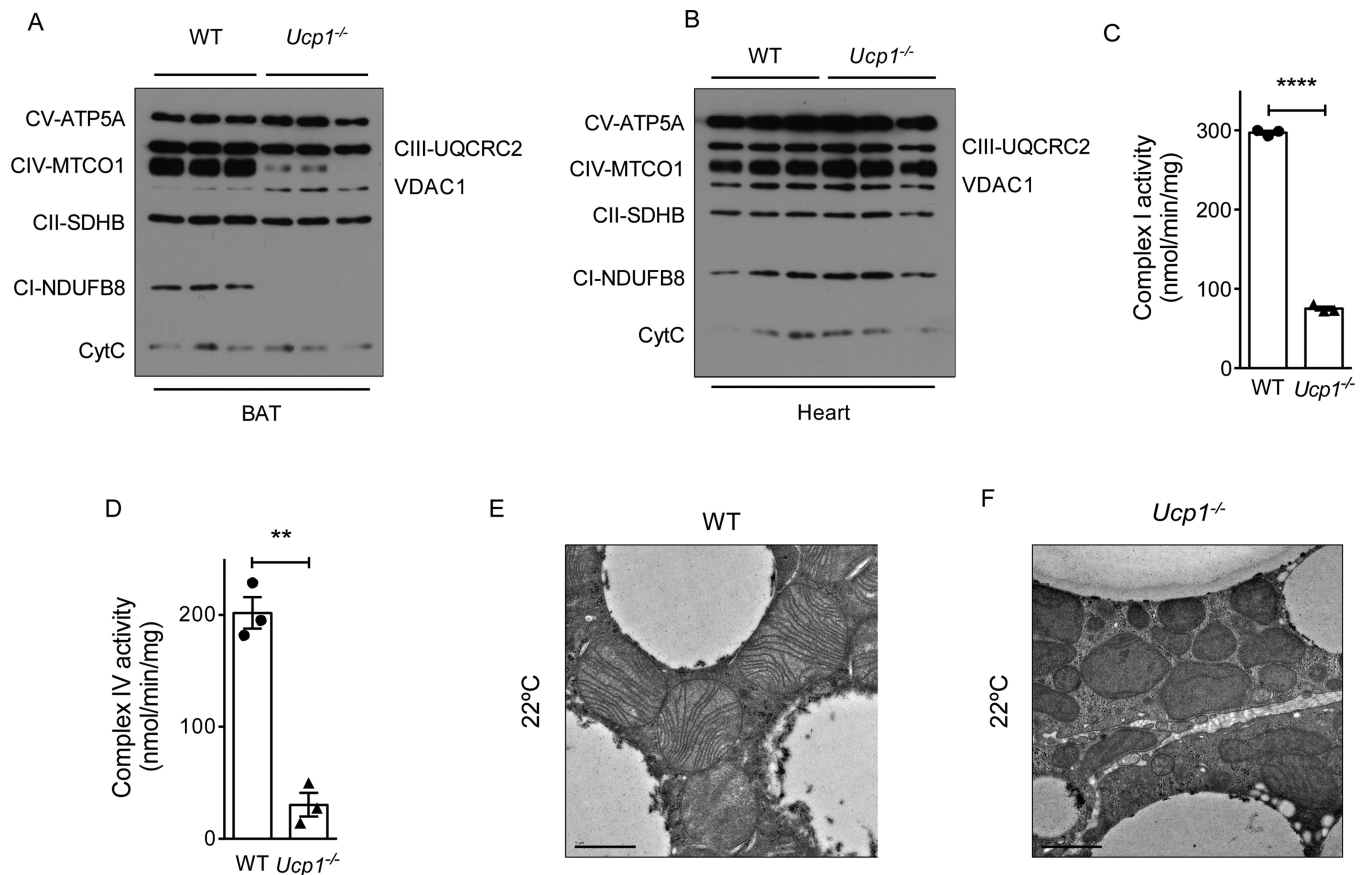 A
WT
Ucp1-/-
CV-ATP5A
CIII-UQCRC2
CIV-MTCO1
VDAC1
CII-SDHB
CI-NDUFB8
CytC
BAT
B
WT
Ucp1-/-
CV-ATP5A
CIII-UQCRC2
CIV-MTCO1
VDAC1
CII-SDHB
CI-NDUFB8
CytC
Heart
C
****
Complex I activity
(nmol/min/mg)
300
200
100
0
WT Ucp1-/-
D
**
Complex IV activity
(nmol/min/mg)
200
100
0
WT Ucp1-/-
E
WT
22ºC
F
Ucp1-/-
22ºC